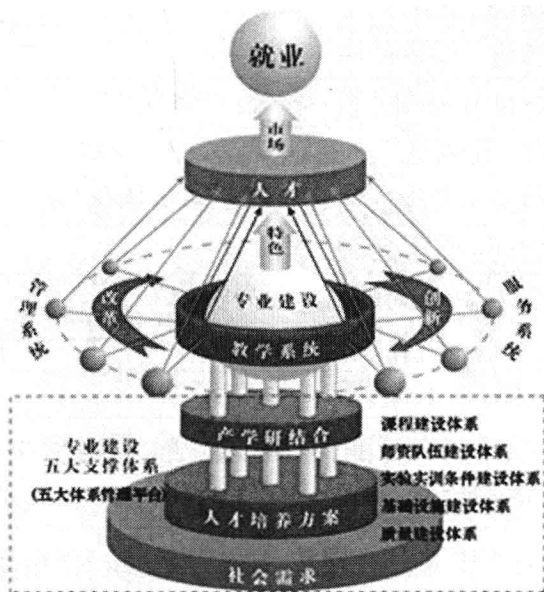 就业
市场
人才
特色
管理系统
改革
专业建设
创新
服务系统
教学系统
产学研结合
课程建设体系
师资队伍建设体系
实验实训条件建设体系
基础设施建设体系
质量建设体系
专业建设
五大支撑体系
(五大体系管理平台)
人才培养方案
社会需求